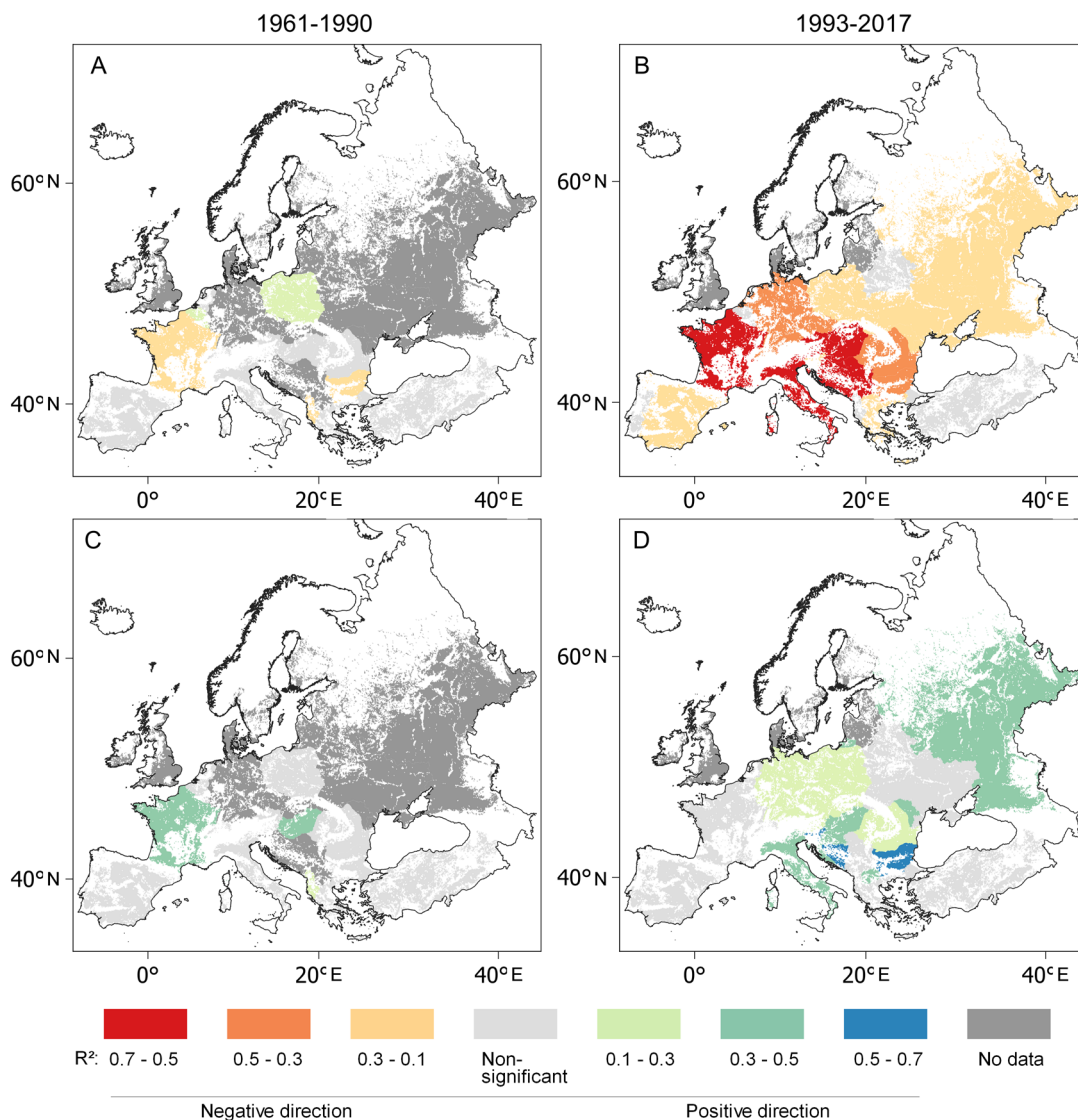 1961-1990 1993-2017
A B
60°N 60°N
40°N 40°N
0° 20°E 40°E 0° 20°E 40°E
C D
60°N 60°N
40°N 40°N
0° 20°E 40°E 0° 20°E 40°E
R²: 0.7 - 0.5 0.5 - 0.3 0.3 - 0.1 Non- 0.1 - 0.3 0.3 - 0.5 0.5 - 0.7 No data
significant
Negative direction Positive direction